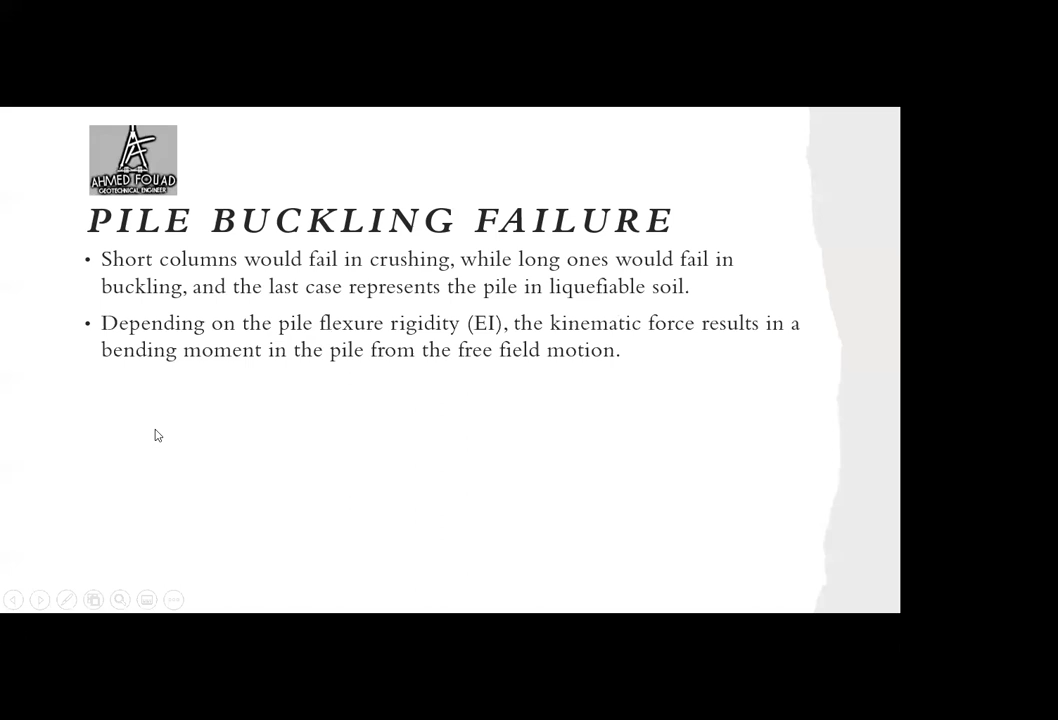 AHMED FOUAD
GEOTECHNICAL ENGINEER
PILE BUCKLING FAILURE
• Short columns would fail in crushing, while long ones would fail in
buckling, and the last case represents the pile in liquefiable soil.
• Depending on the pile flexure rigidity (EI), the kinematic force results in a
bending moment in the pile from the free field motion.